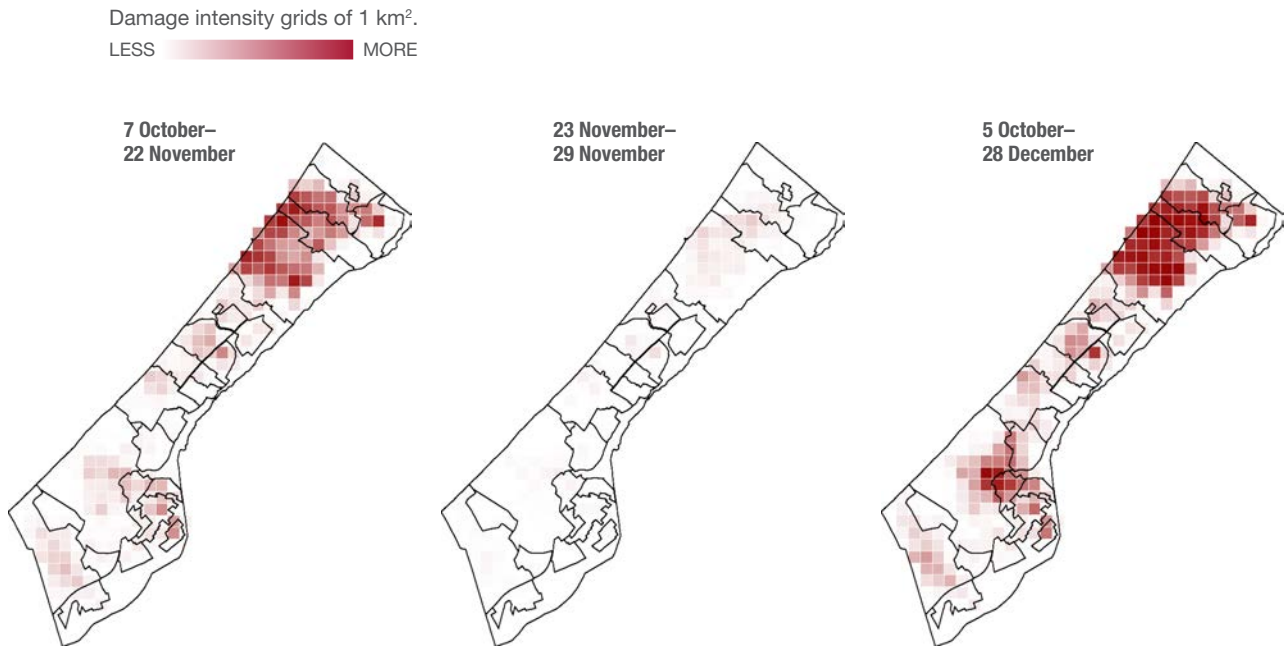 Damage intensity grids of 1 km².
LESS MORE
7 October–
22 November
23 November–
29 November
5 October–
28 December